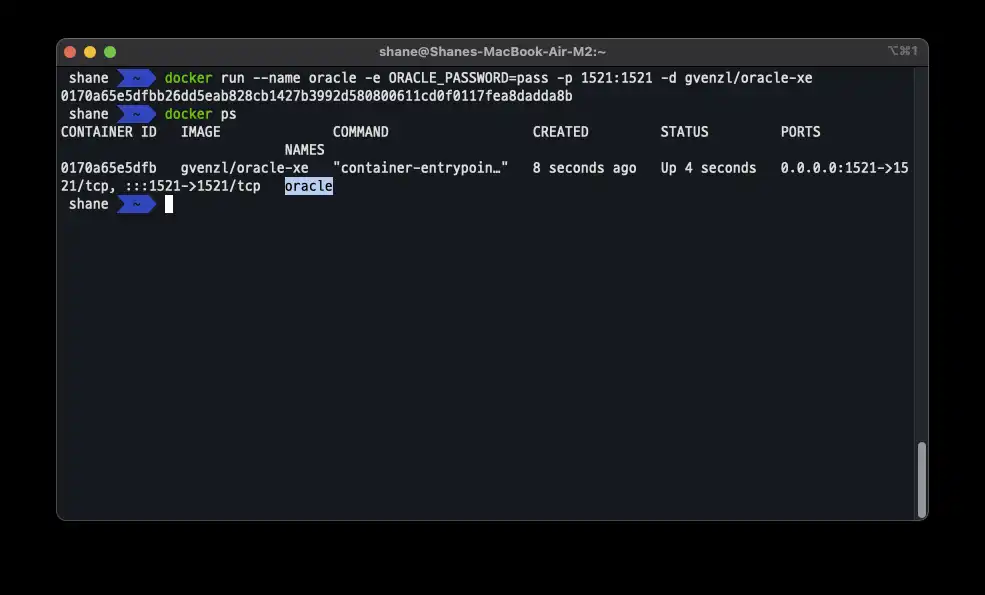 shane@Shanes-MacBook-Air-M2:~
⌥⌘1
shane ~ docker run --name oracle -e ORACLE_PASSWORD=pass -p 1521:1521 -d gvenzl/oracle-xe
0170a65e5dfbb26dd5eab828cb1427b3992d580800611cd0f0117fea8dadda8b
shane ~ docker ps
CONTAINER ID   IMAGE              COMMAND                  CREATED         STATUS         PORTS
NAMES
0170a65e5dfb   gvenzl/oracle-xe   "container-entrypoin…"   8 seconds ago   Up 4 seconds   0.0.0.0:1521->15
21/tcp, :::1521->1521/tcp   oracle
shane ~